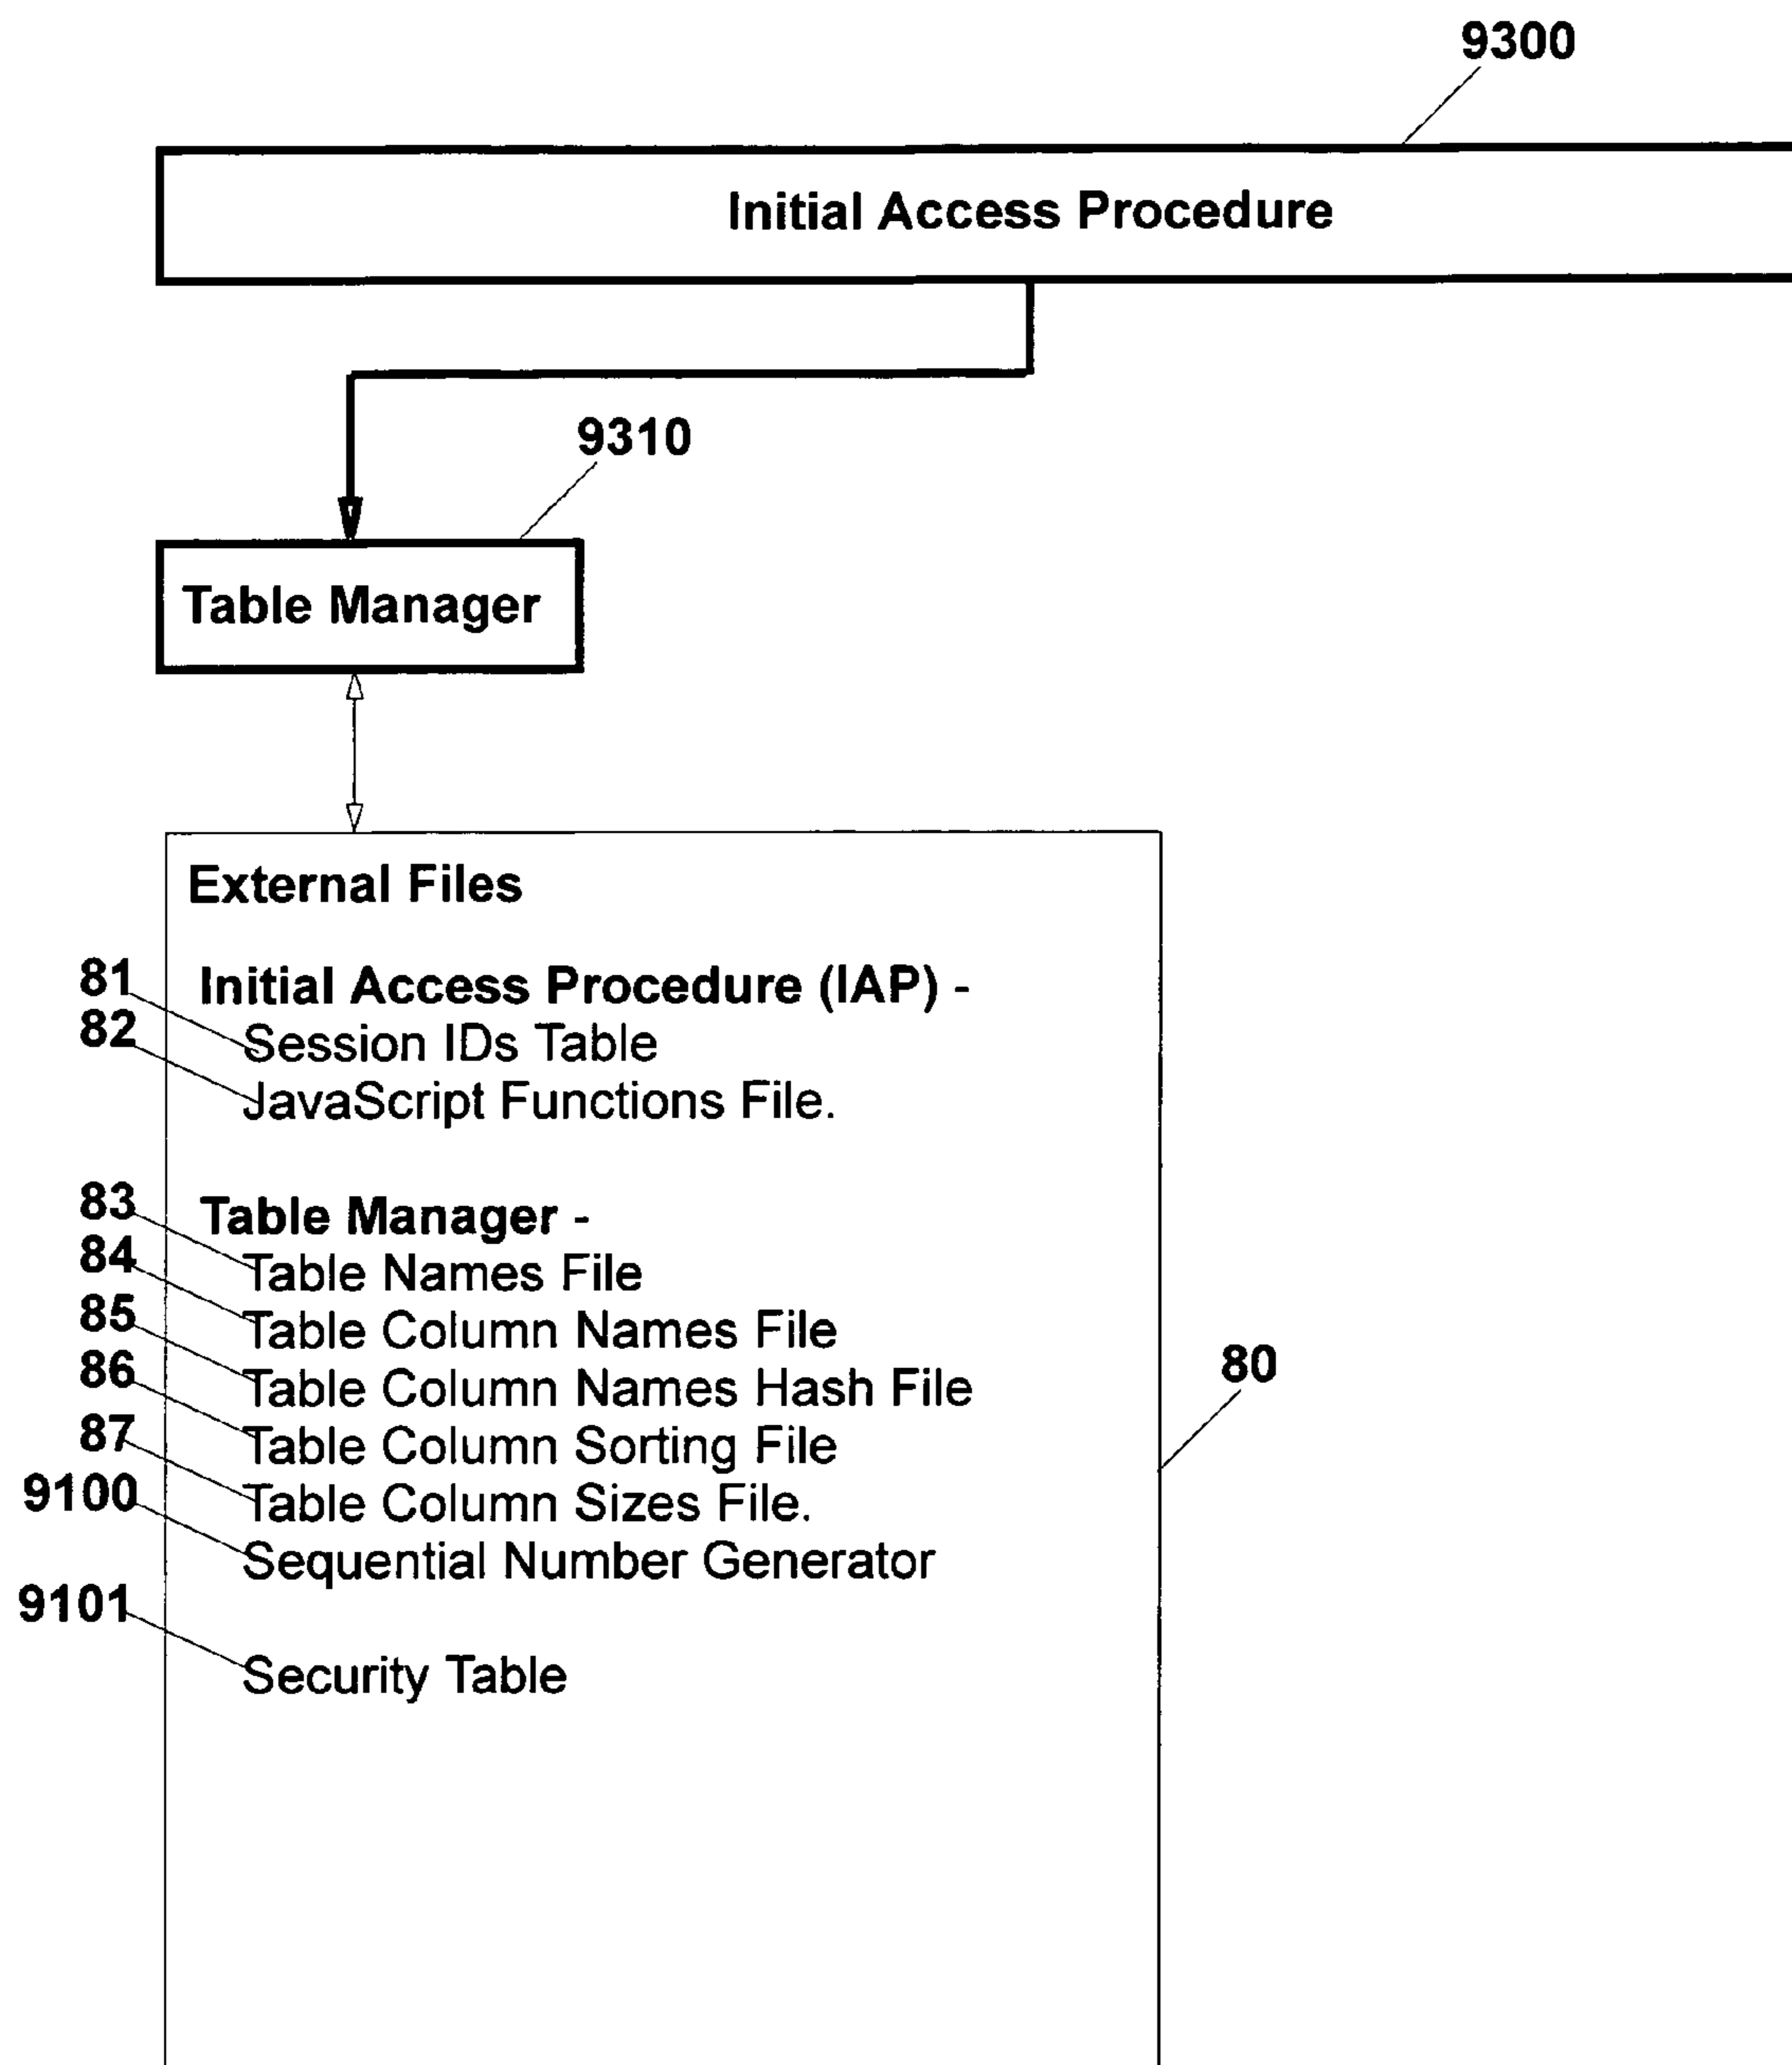 9300
Initial Access Procedure
9310
Table Manager
External Files
81 Initial Access Procedure (IAP) -
82 Session IDs Table
JavaScript Functions File.
83 Table Manager -
84 Table Names File
85 Table Column Names File
86 Table Column Names Hash File
80
87 Table Column Sorting File
9100 Table Column Sizes File.
Sequential Number Generator
9101
Security Table